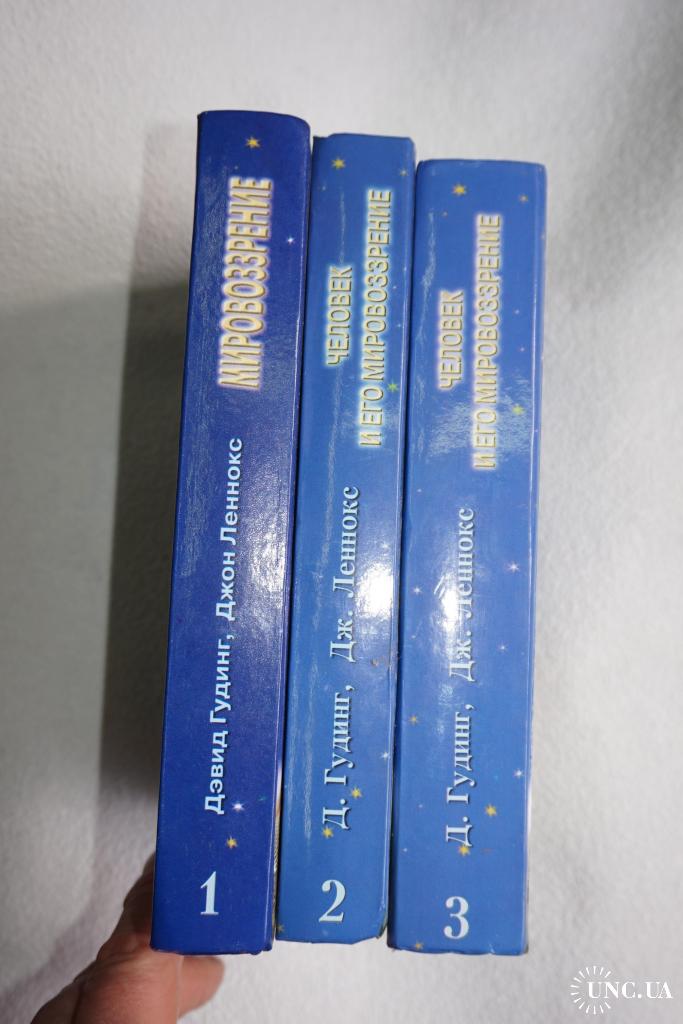 Дэвид Гудинг, Джон Леннокс
МИРОВОЗЗРЕНИЕ
1
Д. Гудинг, Дж. Леннокс
ЧЕЛОВЕК
И ЕГО МИРОВОЗЗРЕНИЕ
2
Д. Гудинг, Дж. Леннокс
ЧЕЛОВЕК
И ЕГО МИРОВОЗЗРЕНИЕ
3
UNC.UA